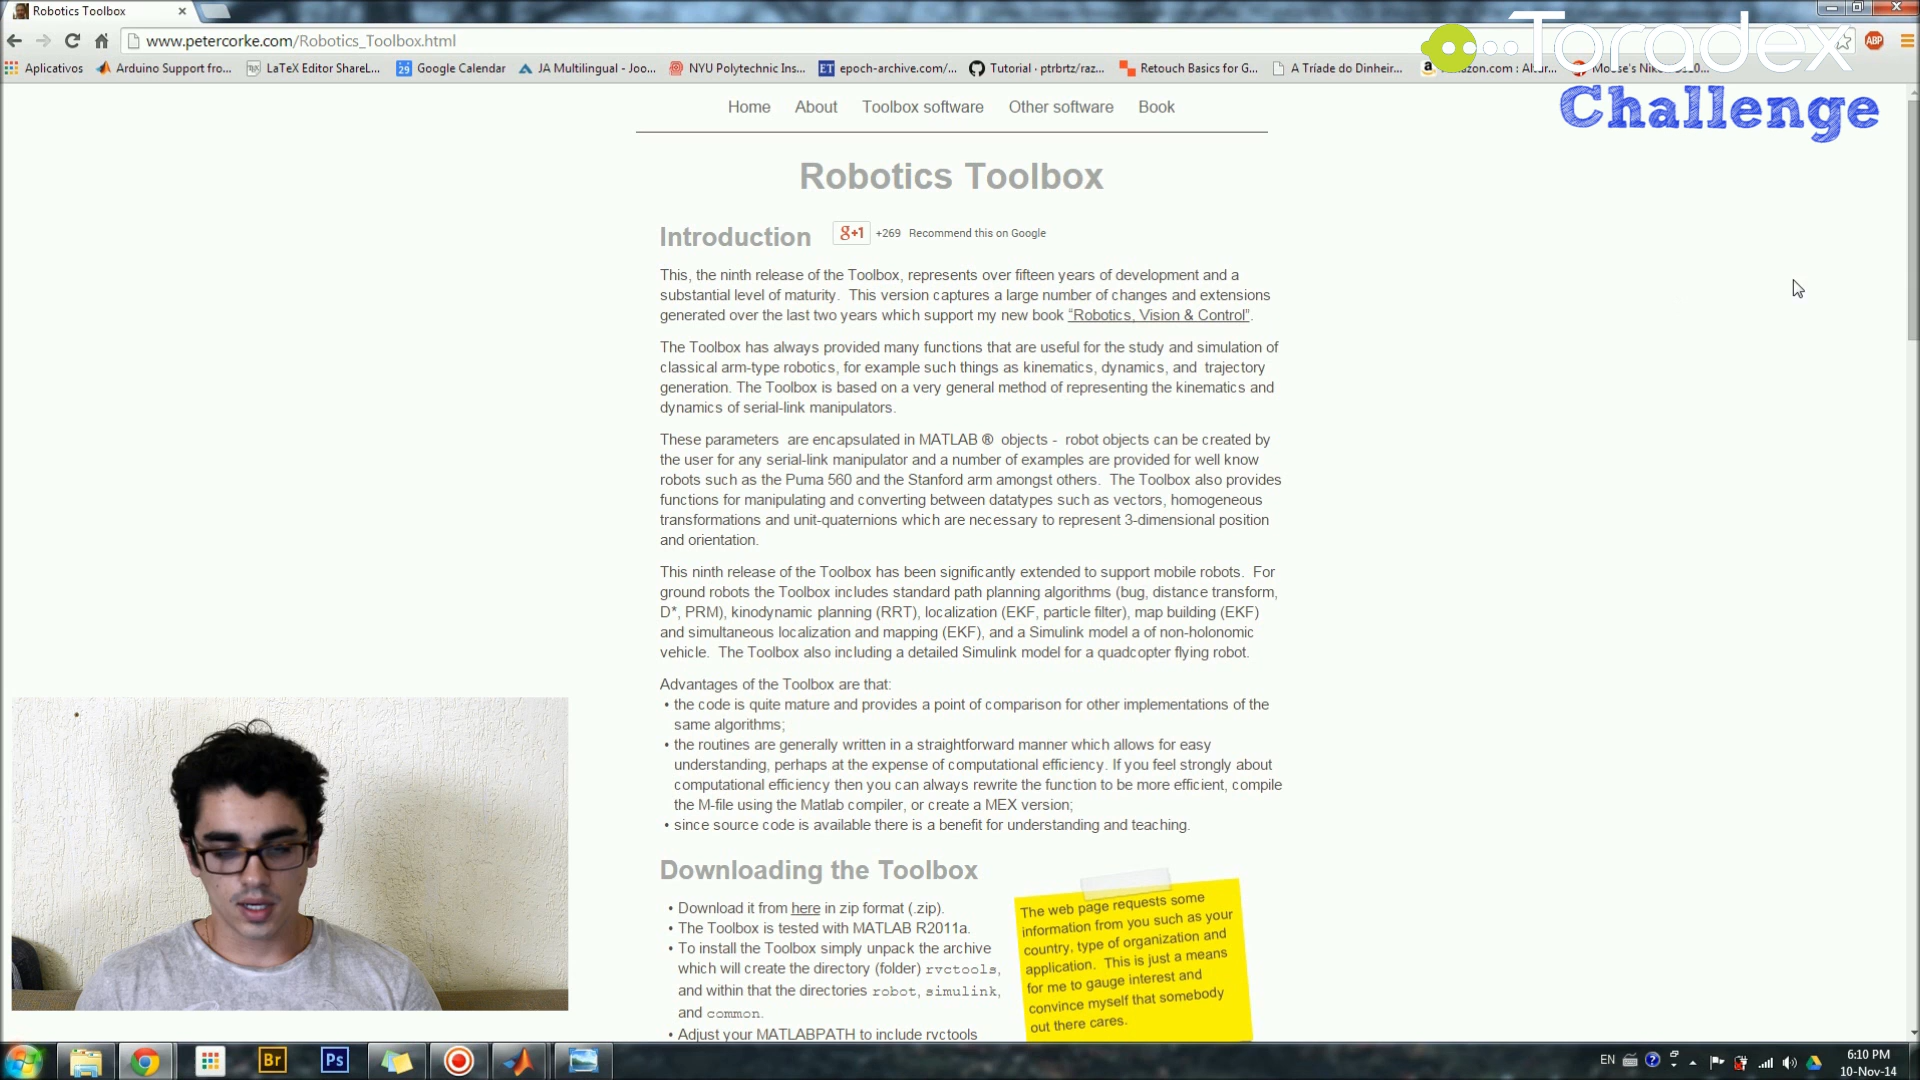 Robotics Toolbox
www.petercorke.com/Robotics_Toolbox.html
Aplicativos
Arduino Support fro...
LaTeX Editor ShareL...
29 Google Calendar
JA Multilingual - Joo...
NYU Polytechnic Ins...
ET epoch-archive.com/...
Tutorial · ptrbrtz/raz...
Retouch Basics for G...
A Tríade do Dinheir...
Toradex
Challenge
ABP
Home About Toolbox software Other software Book
Robotics Toolbox
Introduction
g+1 +269 Recommend this on Google
This, the ninth release of the Toolbox, represents over fifteen years of development and a
substantial level of maturity. This version captures a large number of changes and extensions
generated over the last two years which support my new book “Robotics, Vision & Control”.
The Toolbox has always provided many functions that are useful for the study and simulation of
classical arm-type robotics, for example such things as kinematics, dynamics, and trajectory
generation. The Toolbox is based on a very general method of representing the kinematics and
dynamics of serial-link manipulators.
These parameters are encapsulated in MATLAB ® objects - robot objects can be created by
the user for any serial-link manipulator and a number of examples are provided for well know
robots such as the Puma 560 and the Stanford arm amongst others. The Toolbox also provides
functions for manipulating and converting between datatypes such as vectors, homogeneous
transformations and unit-quaternions which are necessary to represent 3-dimensional position
and orientation.
This ninth release of the Toolbox has been significantly extended to support mobile robots. For
ground robots the Toolbox includes standard path planning algorithms (bug, distance transform,
D*, PRM), kinodynamic planning (RRT), localization (EKF, particle filter), map building (EKF)
and simultaneous localization and mapping (EKF), and a Simulink model a of non-holonomic
vehicle. The Toolbox also including a detailed Simulink model for a quadcopter flying robot.
Advantages of the Toolbox are that:
• the code is quite mature and provides a point of comparison for other implementations of the
same algorithms;
• the routines are generally written in a straightforward manner which allows for easy
understanding, perhaps at the expense of computational efficiency. If you feel strongly about
computational efficiency then you can always rewrite the function to be more efficient, compile
the M-file using the Matlab compiler, or create a MEX version;
• since source code is available there is a benefit for understanding and teaching.
Downloading the Toolbox
• Download it from here in zip format (.zip).
• The Toolbox is tested with MATLAB R2011a.
• To install the Toolbox simply unpack the archive
which will create the directory (folder) rvctools,
and within that the directories robot, simulink,
and common.
• Adjust your MATLABPATH to include rvctools
The web page requests some
information from you such as your
country, type of organization and
application. This is just a means
for me to gauge interest and
convince myself that somebody
out there cares.
Br
Ps
EN
6:10 PM
10-Nov-14